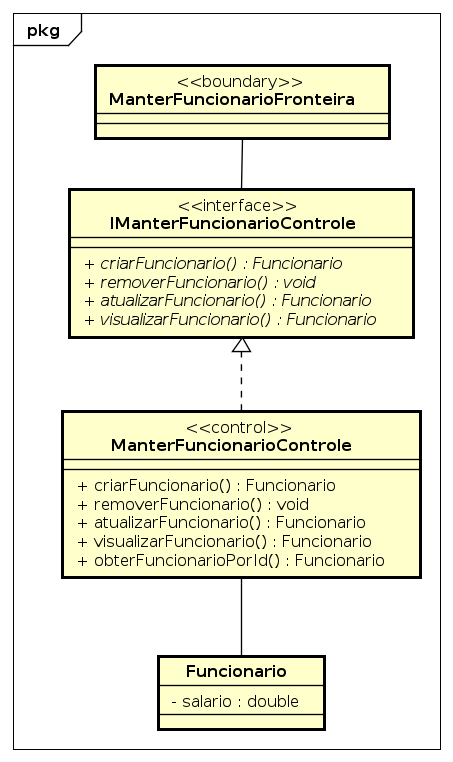 pkg
<<boundary>>
ManterFuncionarioFronteira
<<interface>>
IManterFuncionarioControle
+ criarFuncionario() : Funcionario
+ removerFuncionario() : void
+ atualizarFuncionario() : Funcionario
+ visualizarFuncionario() : Funcionario
<<control>>
ManterFuncionarioControle
+ criarFuncionario() : Funcionario
+ removerFuncionario() : void
+ atualizarFuncionario() : Funcionario
+ visualizarFuncionario() : Funcionario
+ obterFuncionarioPorId() : Funcionario
Funcionario
- salario : double